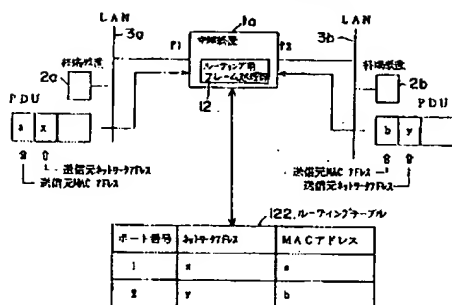 LAN
3a
1a
中継装置
P1
P2
ルーティング用
フレーム処理部
12
LAN
3b
終端装置
2a
終端装置
2b
PDU
a x
送信元ネットワークアドレス
送信元MACアドレス
PDU
b y
送信元MACアドレス
送信元ネットワークアドレス
122.ルーティングテーブル
ポート番号 ネットワークアドレス MACアドレス
1 x a
2 y b